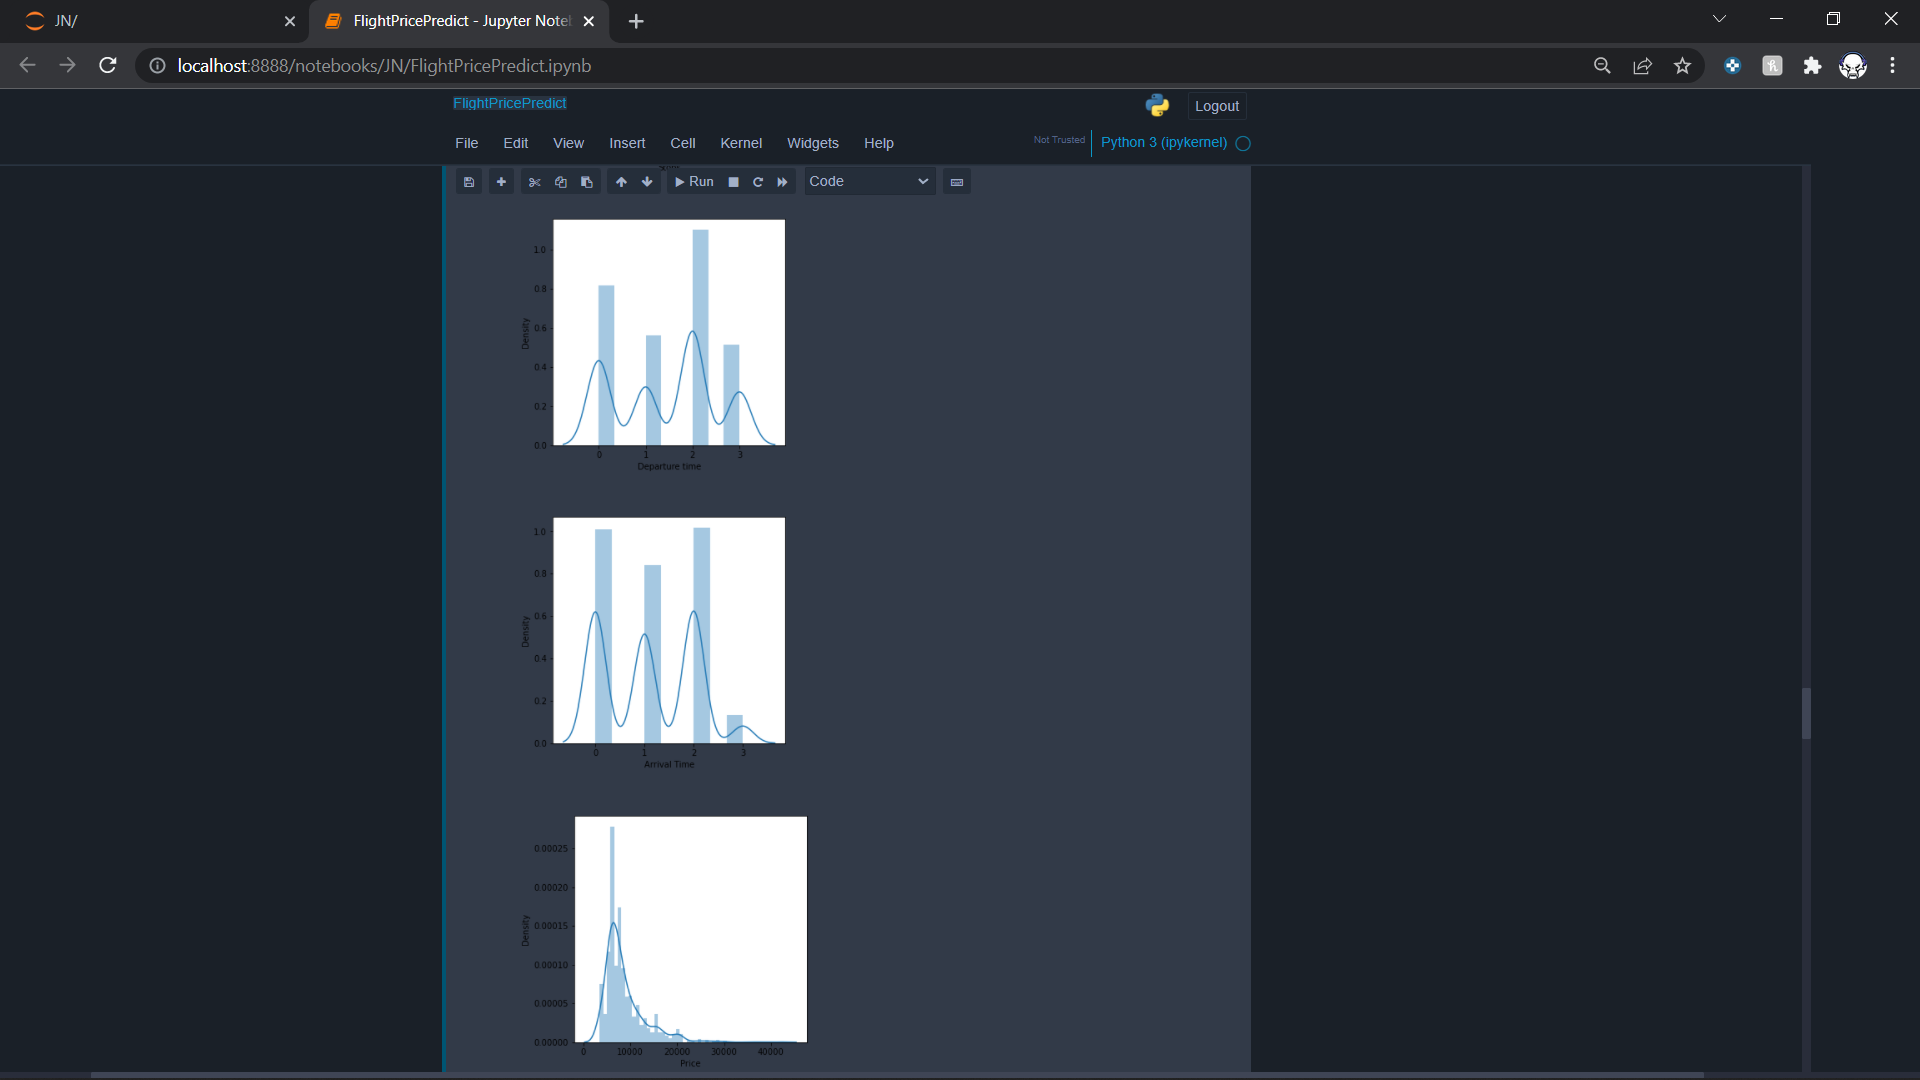 JN/
FlightPricePredict - Jupyter Note
localhost:8888/notebooks/JN/FlightPricePredict.ipynb
FlightPricePredict
Logout
File Edit View Insert Cell Kernel Widgets Help
Not Trusted
Python 3 (ipykernel)
Run
Code
1.0
0.8
0.6
0.4
0.2
0.0
Density
0 1 2 3
Departure time
1.0
0.8
0.6
0.4
0.2
0.0
Density
0 1 2 3
Arrival Time
0.00025
0.00020
0.00015
0.00010
0.00005
0.00000
Density
0 10000 20000 30000 40000
Price